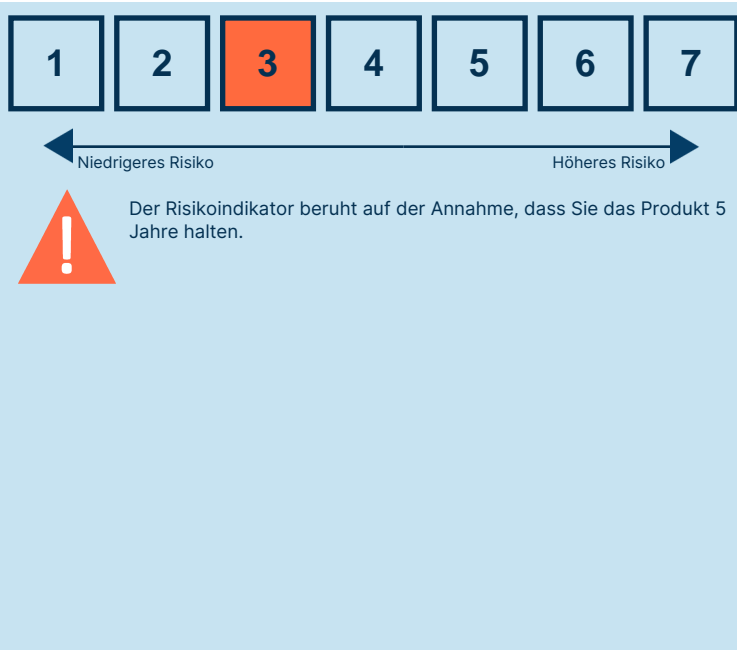 1 2 3 4 5 6 7
Niedrigeres Risiko Höheres Risiko
Der Risikoindikator beruht auf der Annahme, dass Sie das Produkt 5
Jahre halten.